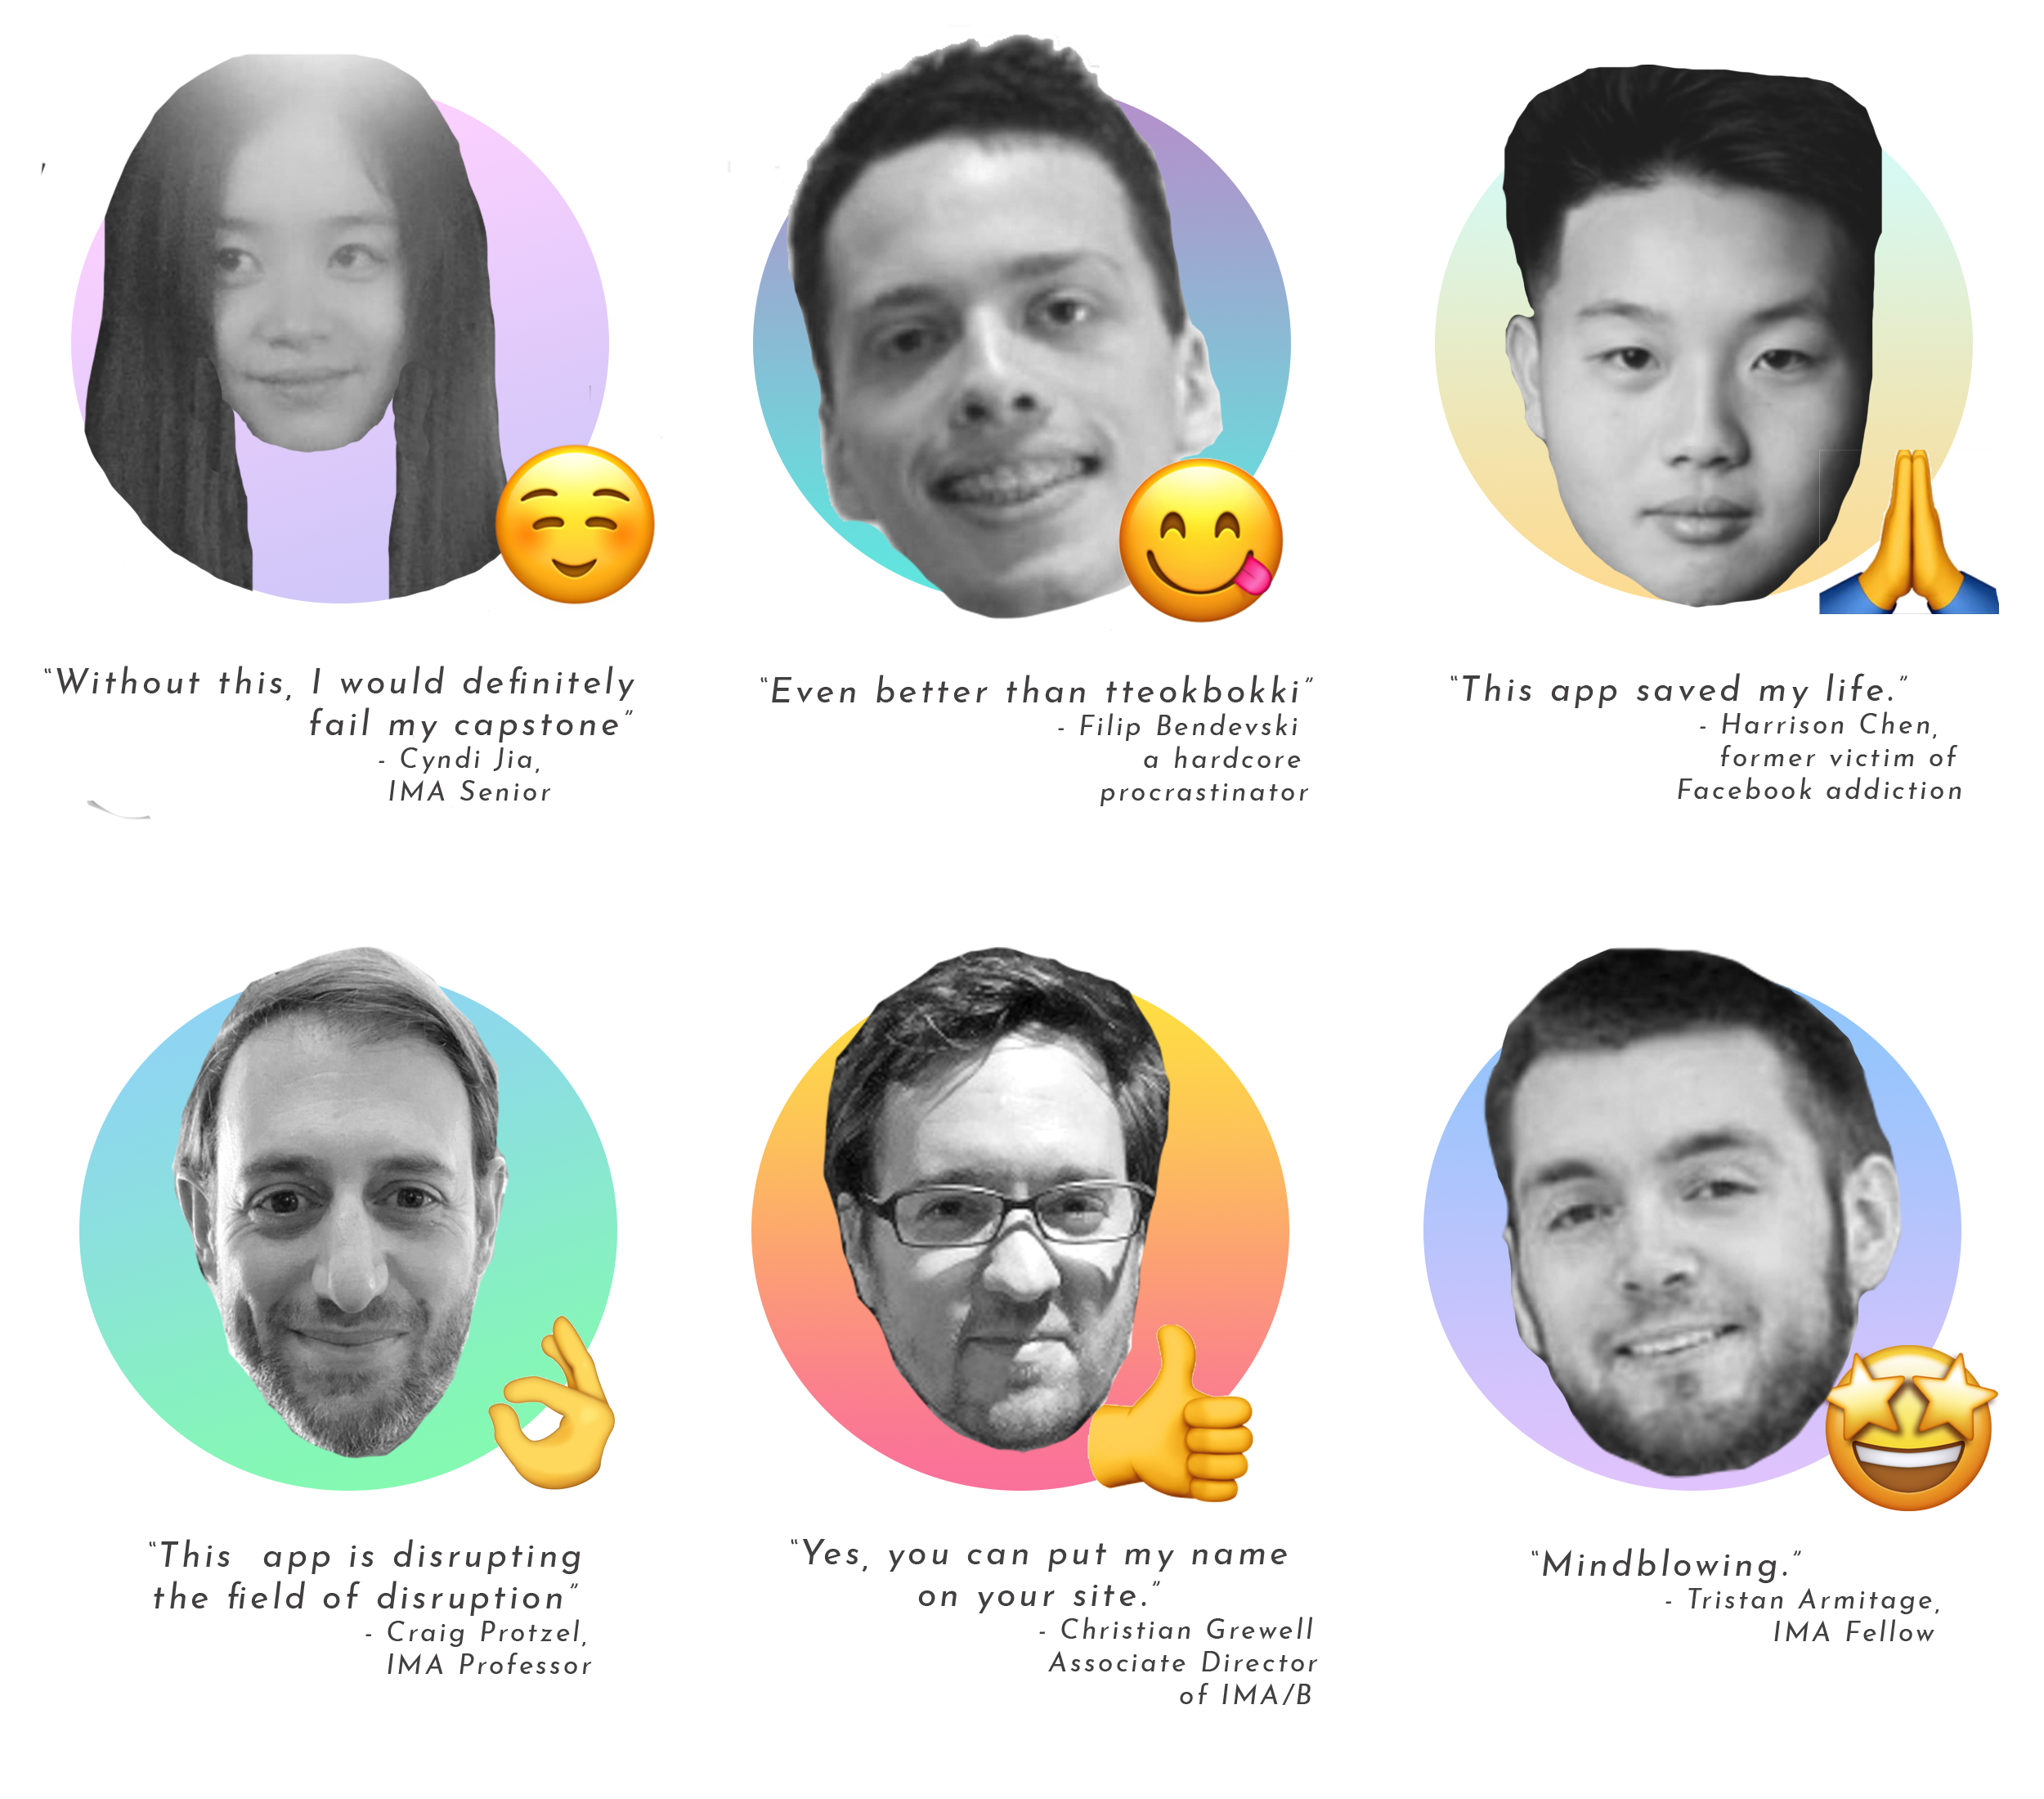 “Without this, I would definitely
fail my capstone”
- Cyndi Jia,
IMA Senior
“Even better than tteokbokki”
- Filip Bendevski
a hardcore
procrastinator
“This app saved my life.”
- Harrison Chen,
former victim of
Facebook addiction
“This  app is disrupting
the field of disruption”
- Craig Protzel,
IMA Professor
“Yes, you can put my name
on your site.”
- Christian Grewell
Associate Director
of IMA/B
“Mindblowing.”
- Tristan Armitage,
IMA Fellow